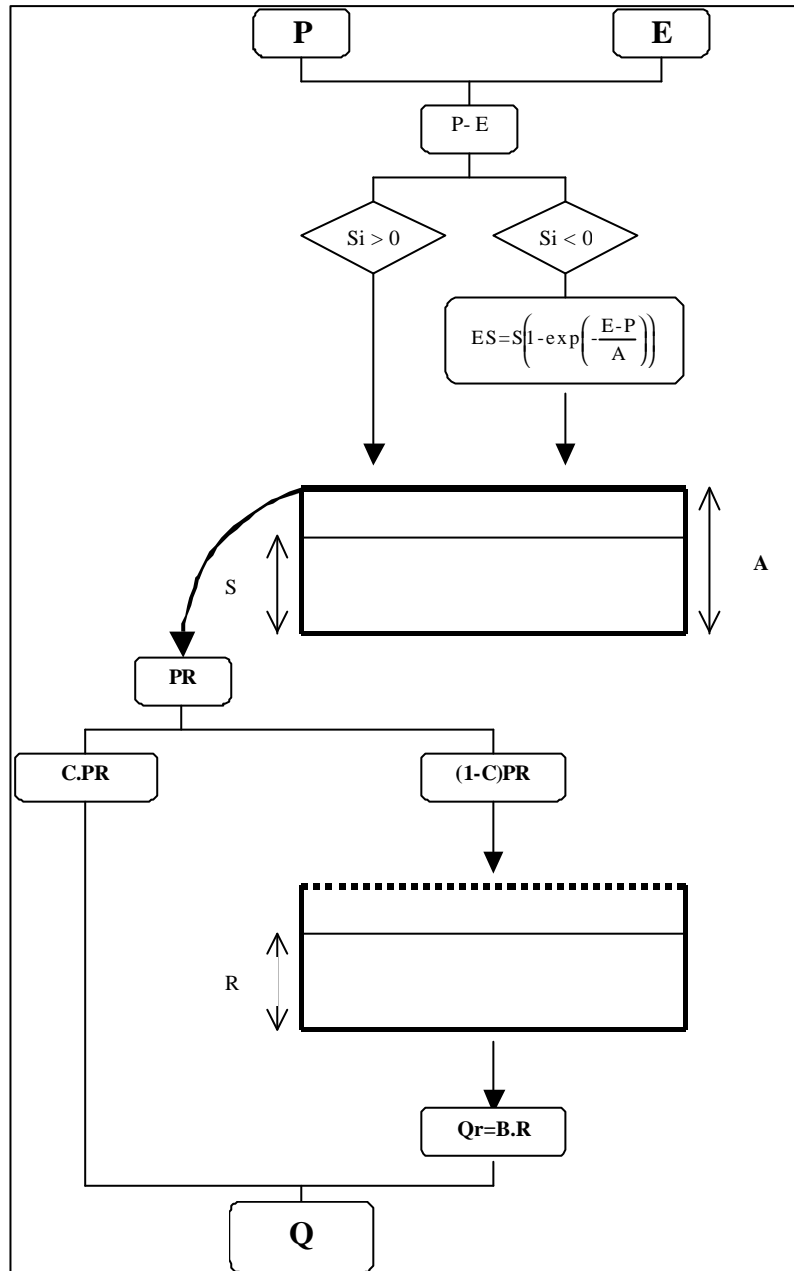 P
E
P- E
Si > 0
Si < 0
ES=S(1-exp(-E-P/A))
S
A
PR
C.PR
(1-C)PR
R
Qr=B.R
Q